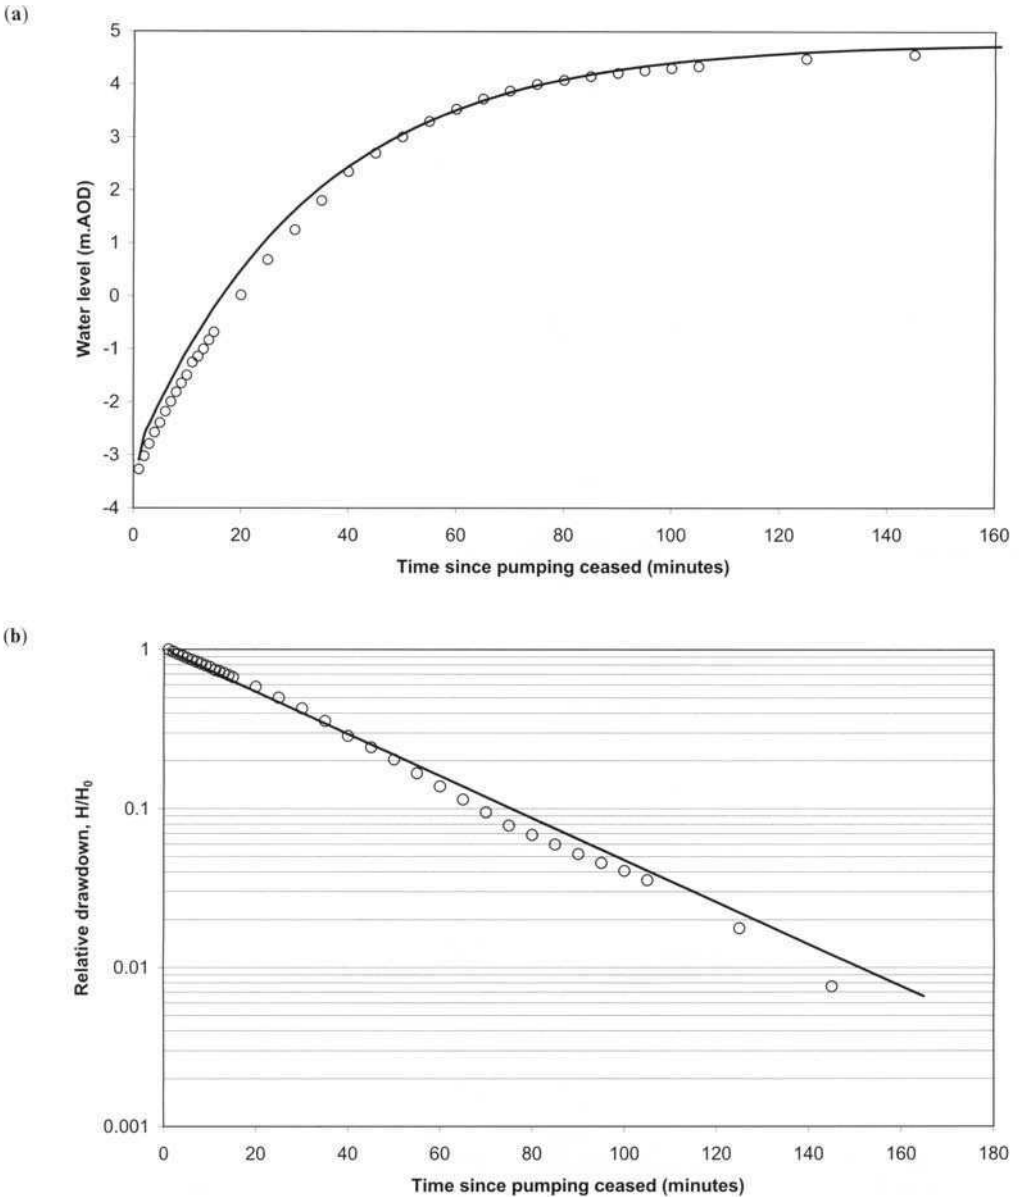 (a)
5
4
3
2
1
0
-1
-2
-3
-4
Water level (m.AOD)
0 20 40 60 80 100 120 140 160
Time since pumping ceased (minutes)
(b)
1
0.1
0.01
0.001
Relative drawdown, H/H₀
0 20 40 60 80 100 120 140 160 180
Time since pumping ceased (minutes)